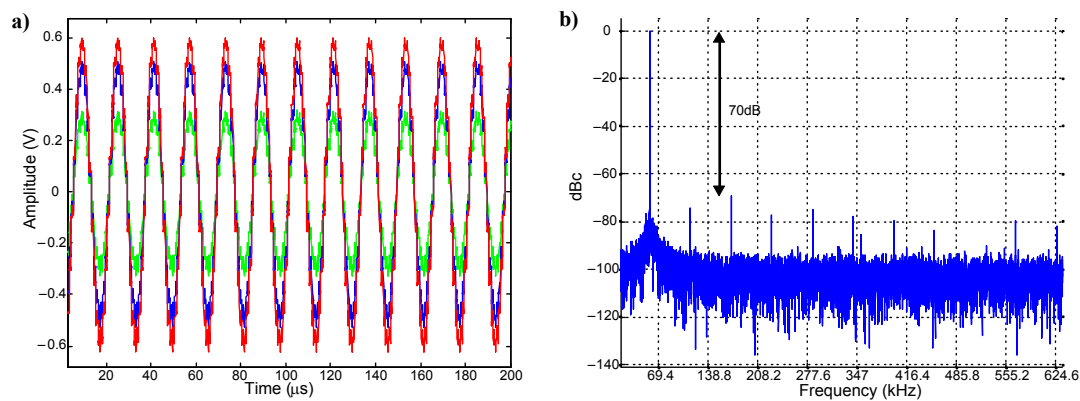 a)
Amplitude (V)
0.6
0.4
0.2
0
−0.2
−0.4
−0.6
20 40 60 80 100 120 140 160 180 200
Time (μs)
b)
dBc
0
−20
−40
−60
−80
−100
−120
−140
70dB
69.4 138.8 208.2 277.6 347 416.4 485.8 555.2 624.6
Frequency (kHz)